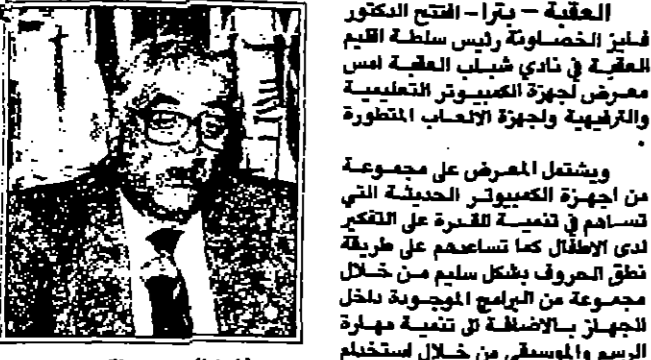 العقبة – بترا – افتتح الدكتور
فايز الخصاونة رئيس سلطة اقليم
العقبة في نادي شباب العقبة امس
معرض اجهزة الكمبيوتر التعليمية
والترفيهية واجهزة الالعاب المتطورة
.
ويشتمل المعرض على مجموعة
من اجهزة الكمبيوتر الحديثة التي
تساهم في تنمية القدرة على التفكير
لدى الاطفال كما تساعدهم على طريقة
نطق الحروف بشكل سليم من خلال
مجموعة من البرامج الموجودة داخل
الجهاز بالاضافة الى تنمية مهارة
الرسم والموسيقى من خلال استخدام